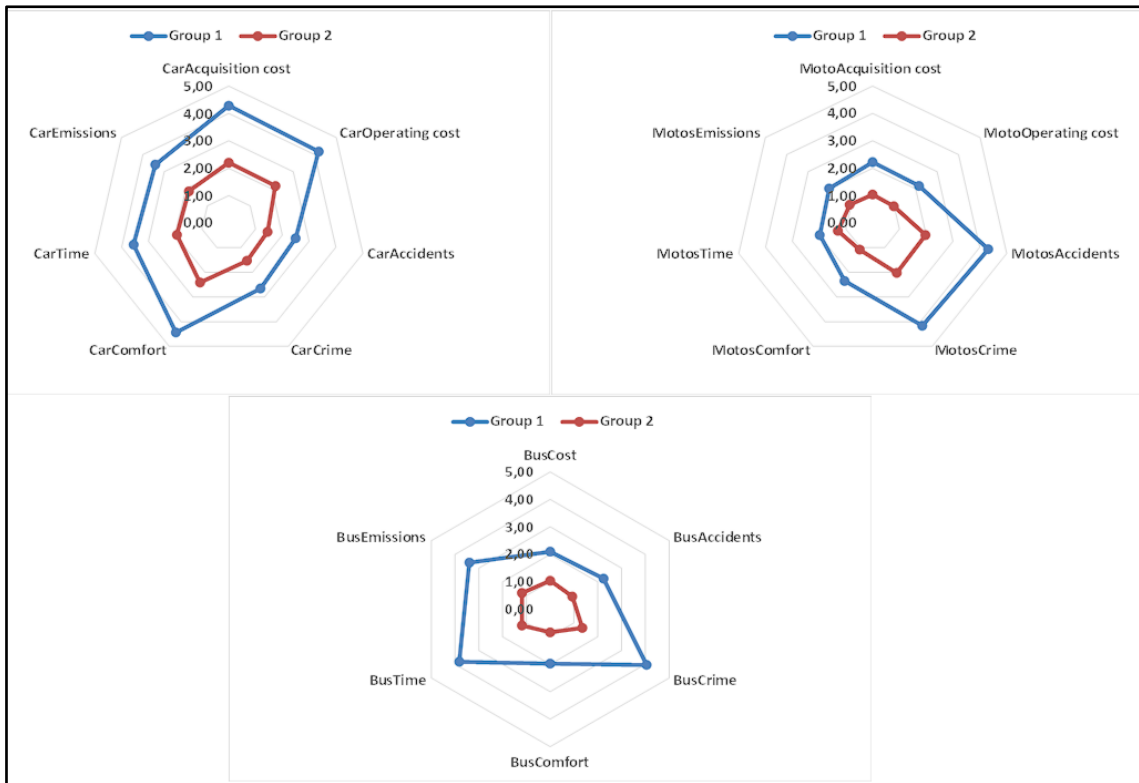 Group 1 Group 2
CarAcquisition cost
5,00
4,00
3,00
2,00
1,00
0,00
CarEmissions
CarOperating cost
CarTime
CarAccidents
CarComfort
CarCrime
Group 1 Group 2
MotoAcquisition cost
5,00
4,00
3,00
2,00
1,00
0,00
MotosEmissions
MotoOperating cost
MotosTime
MotosAccidents
MotosComfort
MotosCrime
Group 1 Group 2
BusCost
5,00
4,00
3,00
2,00
1,00
0,00
BusEmissions
BusAccidents
BusTime
BusCrime
BusComfort